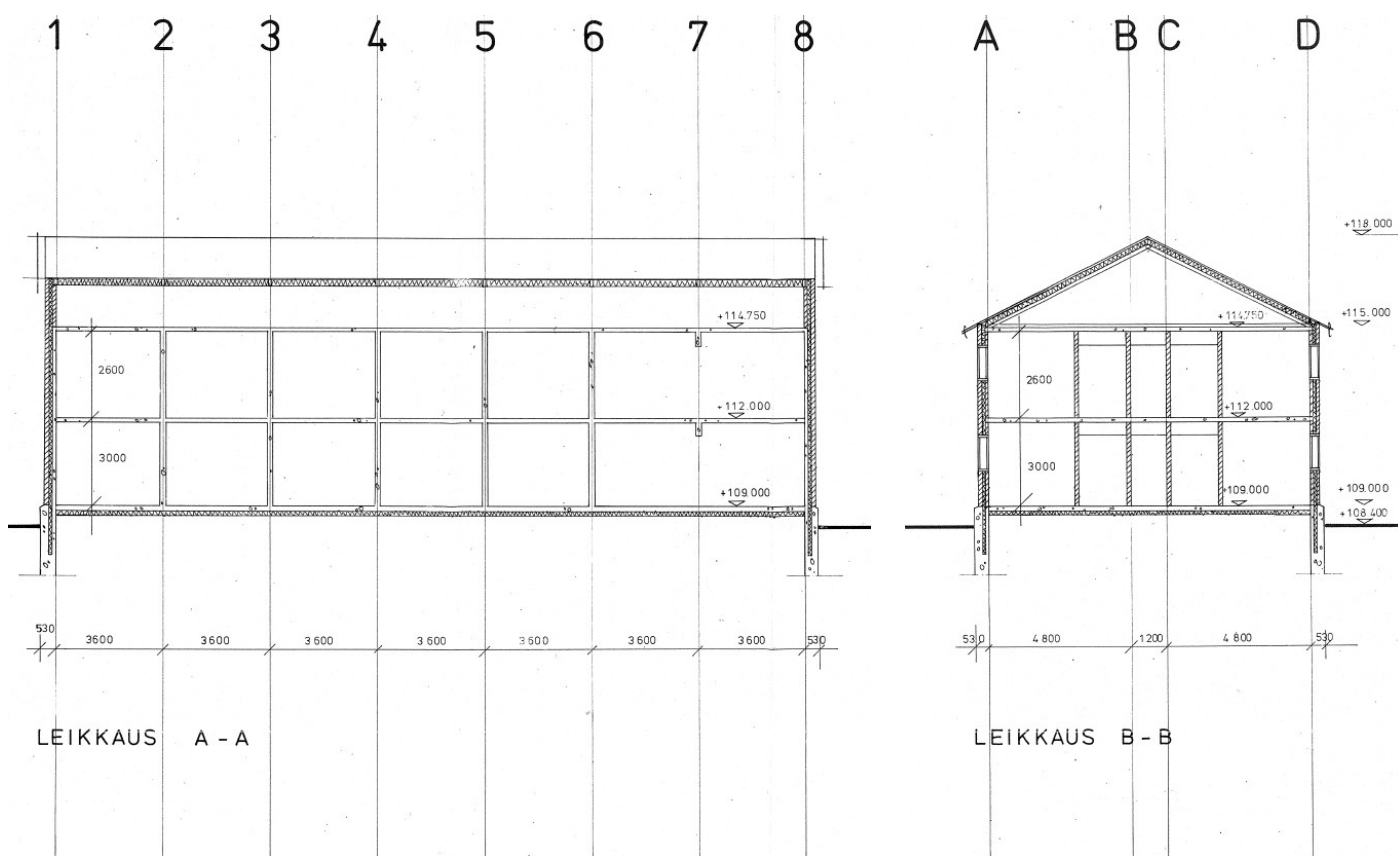 1 2 3 4 5 6 7 8 A B C D
+118.000
+114.750 +114.750 +115.000
2600 2600
+112.000 +112.000
3000 3000
+109.000 +109.000 +109.000
+108.400
530 3600 3600 3600 3600 3600 3600 3600 530 530 4800 1200 4800 530
LEIKKAUS A-A LEIKKAUS B-B